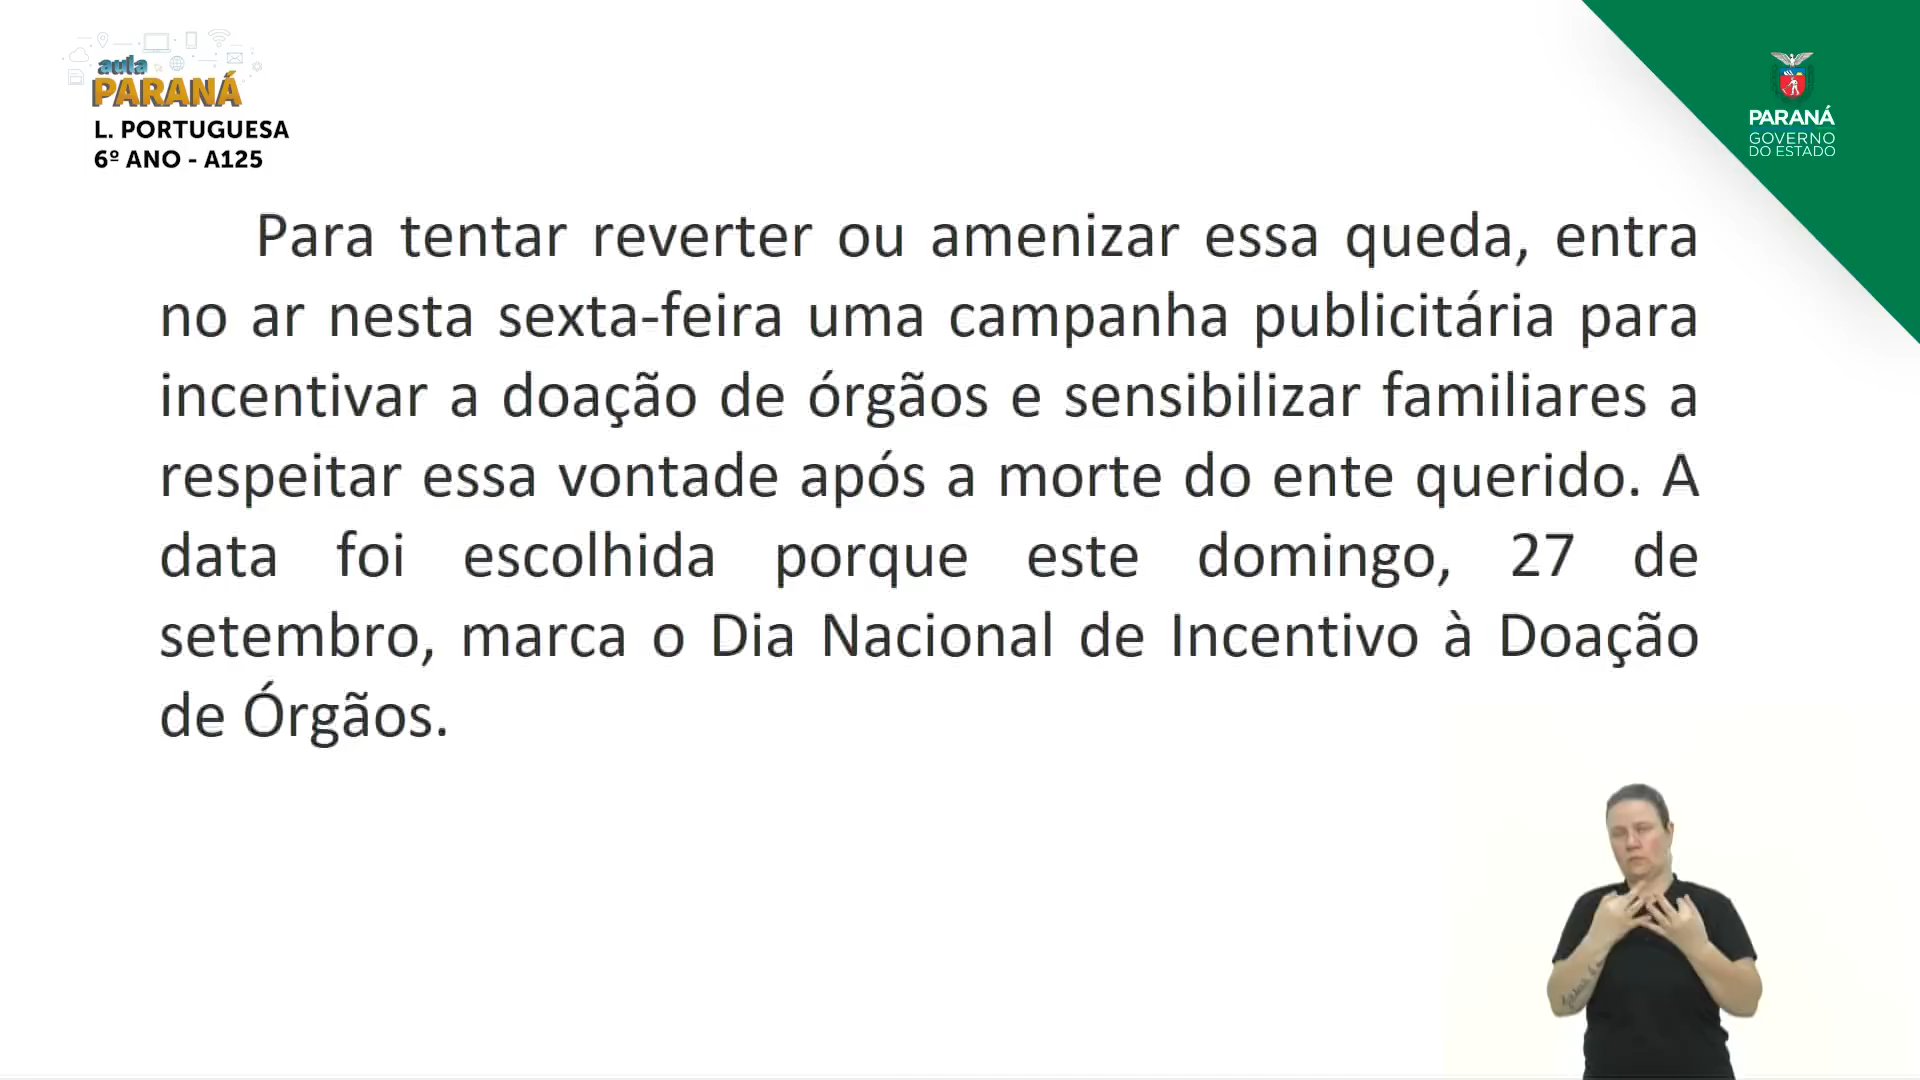 aula
PARANÁ
L. PORTUGUESA
6º ANO - A125
PARANÁ
GOVERNO
DO ESTADO
Para tentar reverter ou amenizar essa queda, entra
no ar nesta sexta-feira uma campanha publicitária para
incentivar a doação de órgãos e sensibilizar familiares a
respeitar essa vontade após a morte do ente querido. A
data foi escolhida porque este domingo, 27 de
setembro, marca o Dia Nacional de Incentivo à Doação
de Órgãos.